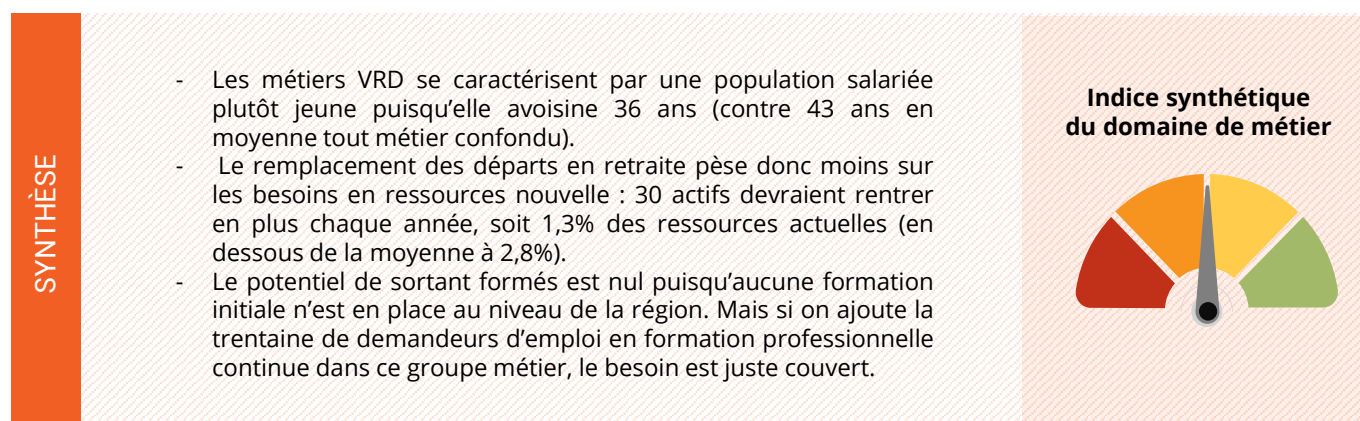 SYNTHÈSE
- Les métiers VRD se caractérisent par une population salariée
plutôt jeune puisqu'elle avoisine 36 ans (contre 43 ans en
moyenne tout métier confondu).
- Le remplacement des départs en retraite pèse donc moins sur
les besoins en ressources nouvelle : 30 actifs devraient rentrer
en plus chaque année, soit 1,3% des ressources actuelles (en
dessous de la moyenne à 2,8%).
- Le potentiel de sortant formés est nul puisqu'aucune formation
initiale n'est en place au niveau de la région. Mais si on ajoute la
trentaine de demandeurs d'emploi en formation professionnelle
continue dans ce groupe métier, le besoin est juste couvert.
Indice synthétique
du domaine de métier